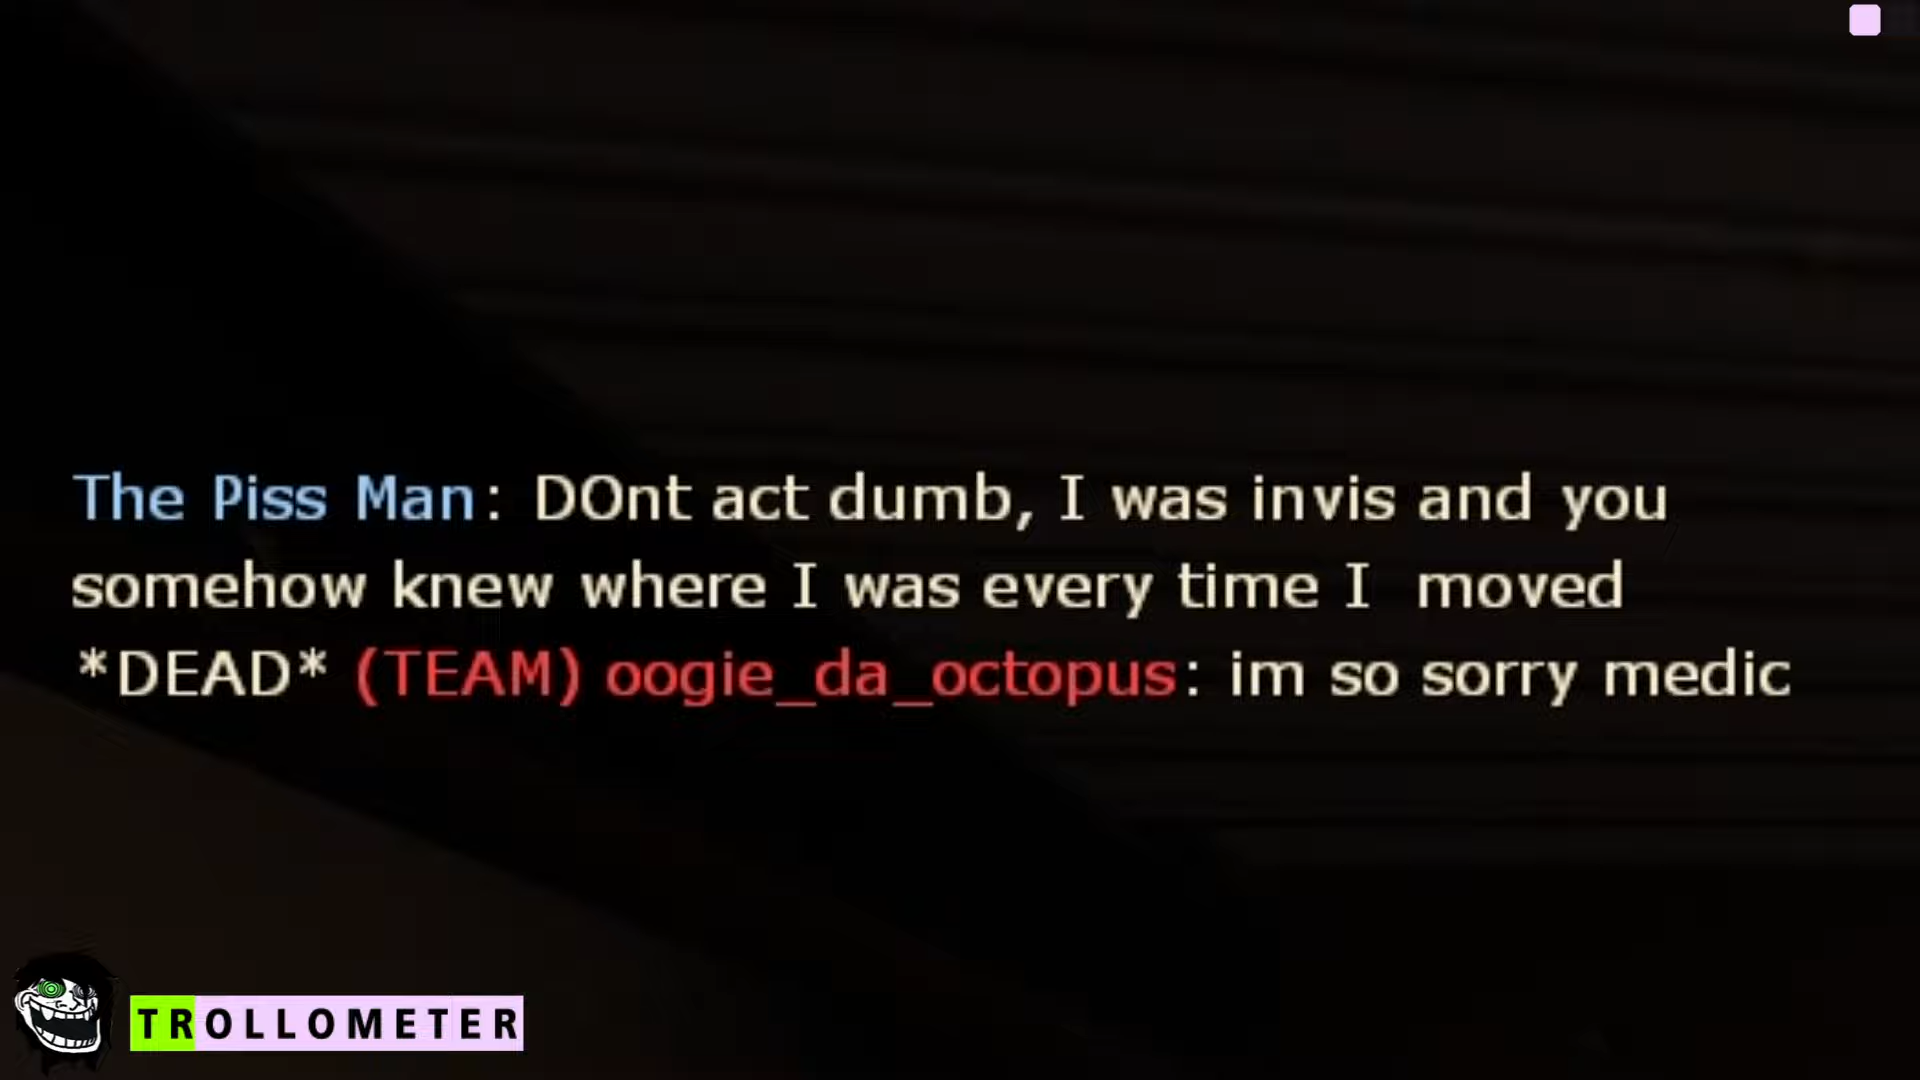 The Piss Man: DOnt act dumb, I was invis and you
somehow knew where I was every time I moved
*DEAD* (TEAM) oogie_da_octopus: im so sorry medic
TROLLOMETER